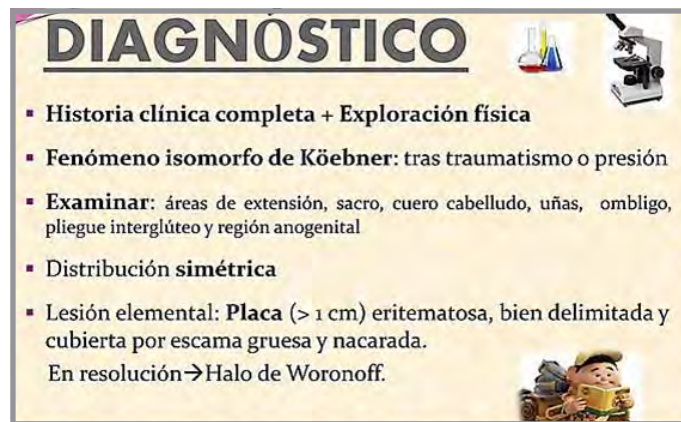 DIAGNÓSTICO
▪ Historia clínica completa + Exploración física
▪ Fenómeno isomorfo de Köebner: tras traumatismo o presión
▪ Examinar: áreas de extensión, sacro, cuero cabelludo, uñas, ombligo,
pliegue interglúteo y región anogenital
▪ Distribución simétrica
▪ Lesión elemental: Placa (> 1 cm) eritematosa, bien delimitada y
cubierta por escama gruesa y nacarada.
En resolución→Halo de Woronoff.